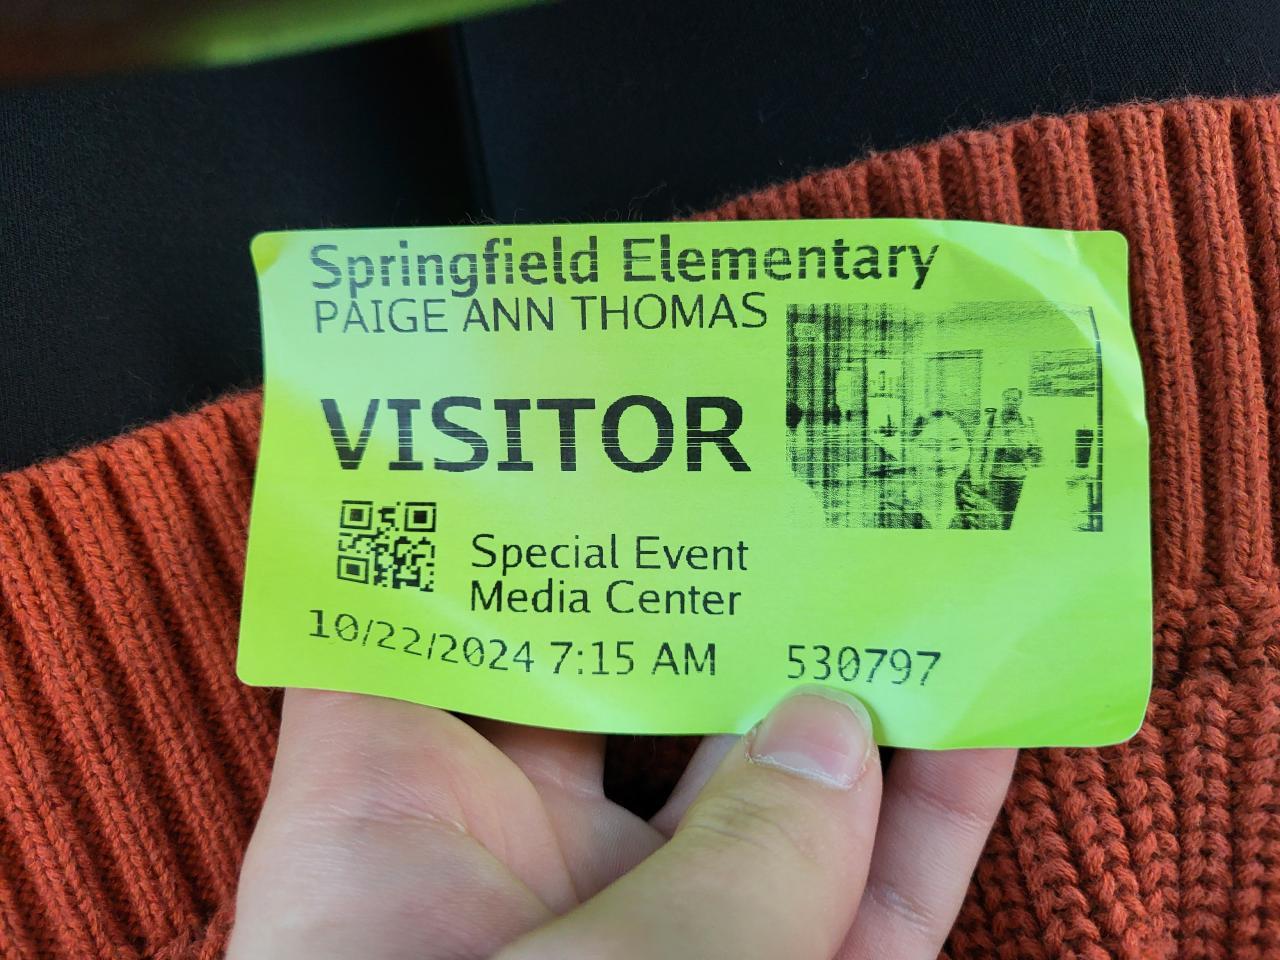 Springfield Elementary
PAIGE ANN THOMAS
VISITOR
Special Event
Media Center
10/22/2024 7:15 AM 530797